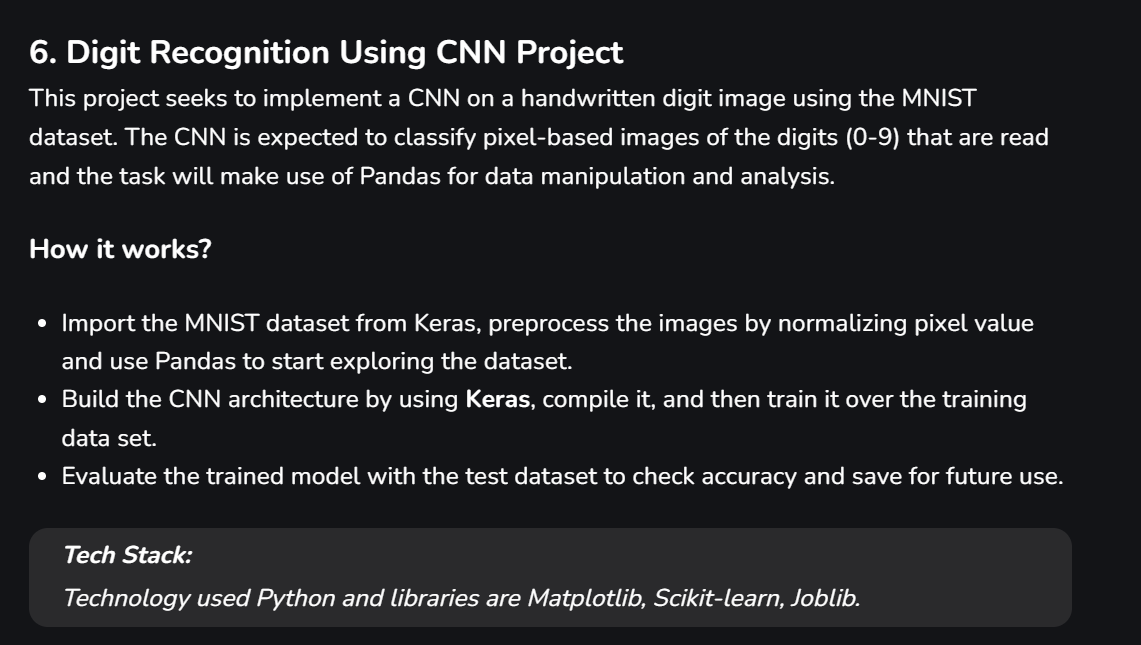 6. Digit Recognition Using CNN Project
This project seeks to implement a CNN on a handwritten digit image using the MNIST
dataset. The CNN is expected to classify pixel-based images of the digits (0-9) that are read
and the task will make use of Pandas for data manipulation and analysis.
How it works?
• Import the MNIST dataset from Keras, preprocess the images by normalizing pixel value
and use Pandas to start exploring the dataset.
• Build the CNN architecture by using Keras, compile it, and then train it over the training
data set.
• Evaluate the trained model with the test dataset to check accuracy and save for future use.
Tech Stack:
Technology used Python and libraries are Matplotlib, Scikit-learn, Joblib.